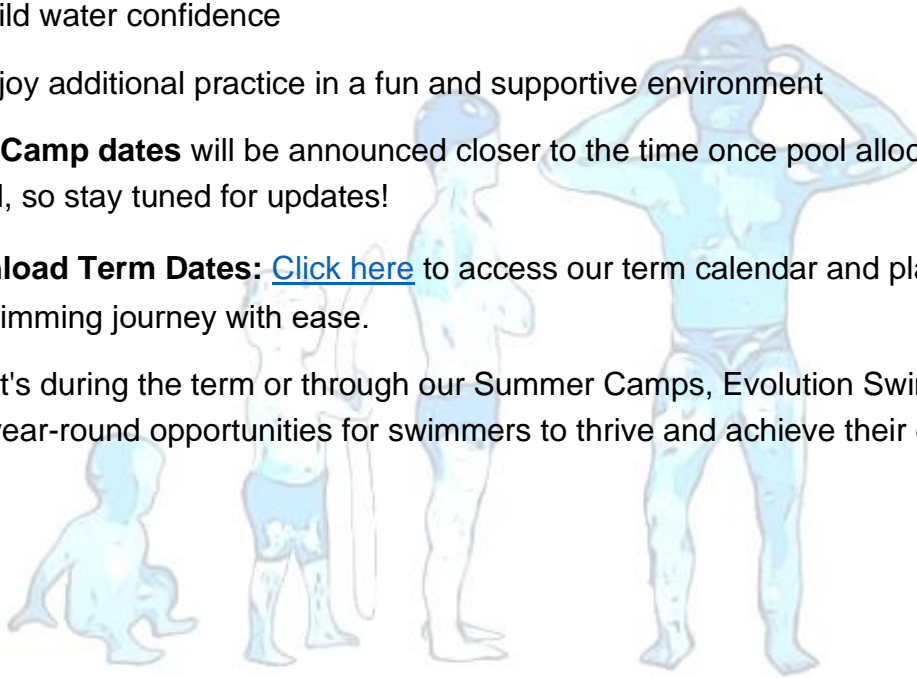 ild water confidence
joy additional practice in a fun and supportive environment
Camp dates will be announced closer to the time once pool alloc
, so stay tuned for updates!
load Term Dates: Click here to access our term calendar and pla
imming journey with ease.
t's during the term or through our Summer Camps, Evolution Swi
year-round opportunities for swimmers to thrive and achieve their